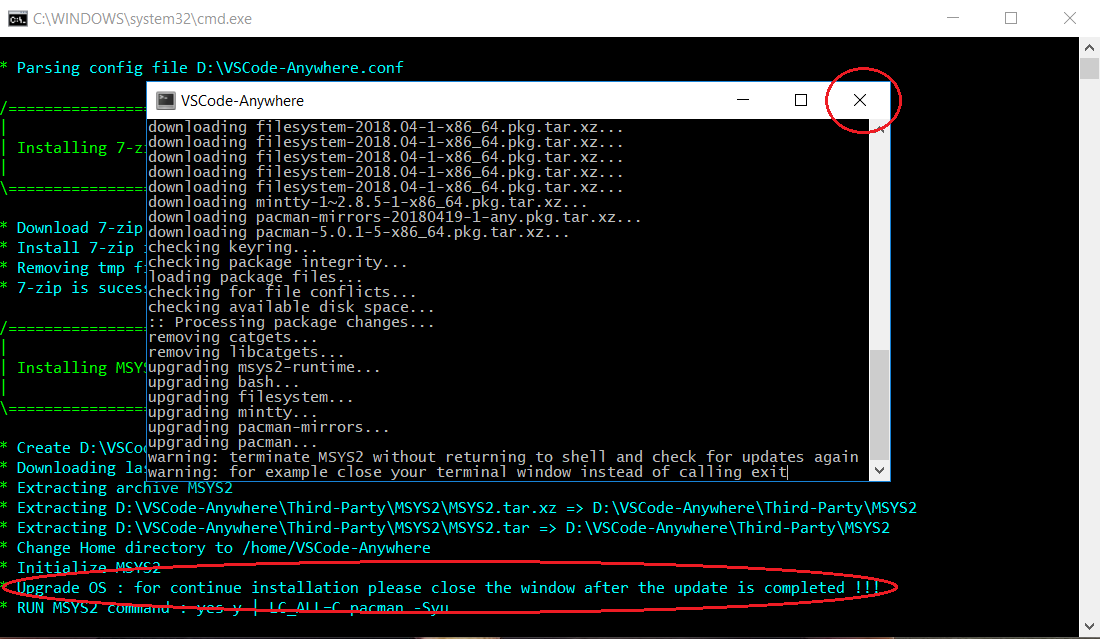 C:\WINDOWS\system32\cmd.exe
* Parsing config file D:\VSCode-Anywhere.conf
/================
|
| Installing 7-zi
|
\================
* Download 7-zip
* Install 7-zip
* Removing tmp f
* 7-zip is sucess
/================
|
| Installing MSYS
|
\================
* Create D:\VSCo
* Downloading las
* Extracting archive MSYS2
* Extracting D:\VSCode-Anywhere\Third-Party\MSYS2\MSYS2.tar.xz => D:\VSCode-Anywhere\Third-Party\MSYS2
* Extracting D:\VSCode-Anywhere\Third-Party\MSYS2\MSYS2.tar => D:\VSCode-Anywhere\Third-Party\MSYS2
* Change Home directory to /home/VSCode-Anywhere
* Initialize MSYS2
* Upgrade OS : for continue installation please close the window after the update is completed !!!
* RUN MSYS2 command : yes y | LC_ALL=C pacman -Syu
VSCode-Anywhere
downloading filesystem-2018.04-1-x86_64.pkg.tar.xz...
downloading filesystem-2018.04-1-x86_64.pkg.tar.xz...
downloading filesystem-2018.04-1-x86_64.pkg.tar.xz...
downloading filesystem-2018.04-1-x86_64.pkg.tar.xz...
downloading filesystem-2018.04-1-x86_64.pkg.tar.xz...
downloading mintty-1~2.8.5-1-x86_64.pkg.tar.xz...
downloading pacman-mirrors-20180419-1-any.pkg.tar.xz...
downloading pacman-5.0.1-5-x86_64.pkg.tar.xz...
checking keyring...
checking package integrity...
loading package files...
checking for file conflicts...
checking available disk space...
:: Processing package changes...
removing catgets...
removing libcatgets...
upgrading msys2-runtime...
upgrading bash...
upgrading filesystem...
upgrading mintty...
upgrading pacman-mirrors...
upgrading pacman...
warning: terminate MSYS2 without returning to shell and check for updates again
warning: for example close your terminal window instead of calling exit